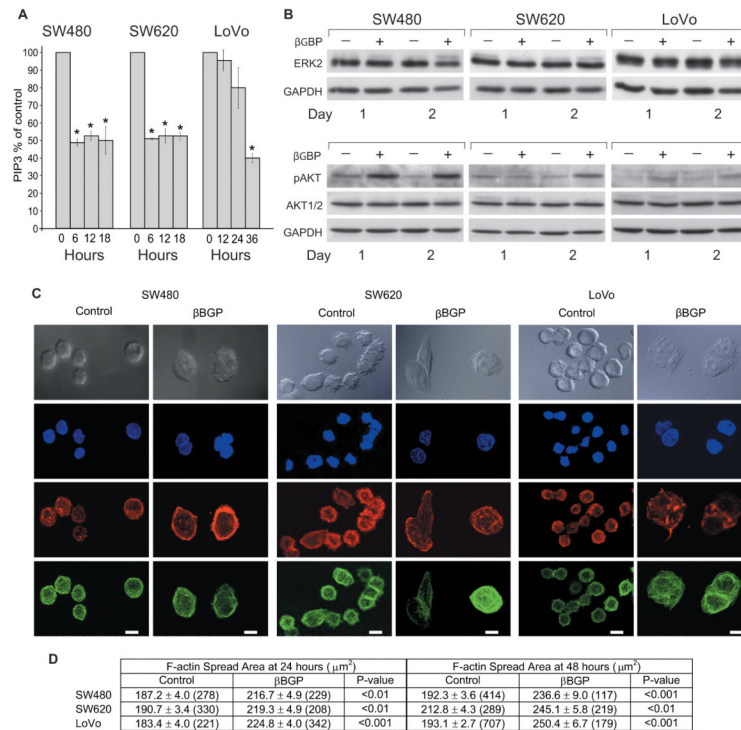 A
SW480 SW620 LoVo
PIP3 % of control
100
90
80
70
60
50
40
30
20
10
0
* * * * * * *
0 6 12 18 0 6 12 18 0 12 24 36
Hours Hours Hours
B
SW480 SW620 LoVo
βGBP − + − + − + − + − + − +
ERK2
GAPDH
Day 1 2 1 2 1 2
βGBP − + − + − + − + − + − +
pAKT
AKT1/2
GAPDH
Day 1 2 1 2 1 2
C
SW480 SW620 LoVo
Control βBGP Control βBGP Control βBGP
D
F-actin Spread Area at 24 hours (μm²) F-actin Spread Area at 48 hours (μm²)
Control βBGP P-value Control βBGP P-value
SW480 187.2 ± 4.0 (278) 216.7 ± 4.9 (229) <0.01 192.3 ± 3.6 (414) 236.6 ± 9.0 (117) <0.001
SW620 190.7 ± 3.4 (330) 219.3 ± 4.9 (208) <0.01 212.8 ± 4.3 (289) 245.1 ± 5.8 (219) <0.01
LoVo 183.4 ± 4.0 (221) 224.8 ± 4.0 (342) <0.001 193.1 ± 2.7 (707) 250.4 ± 6.7 (179) <0.001